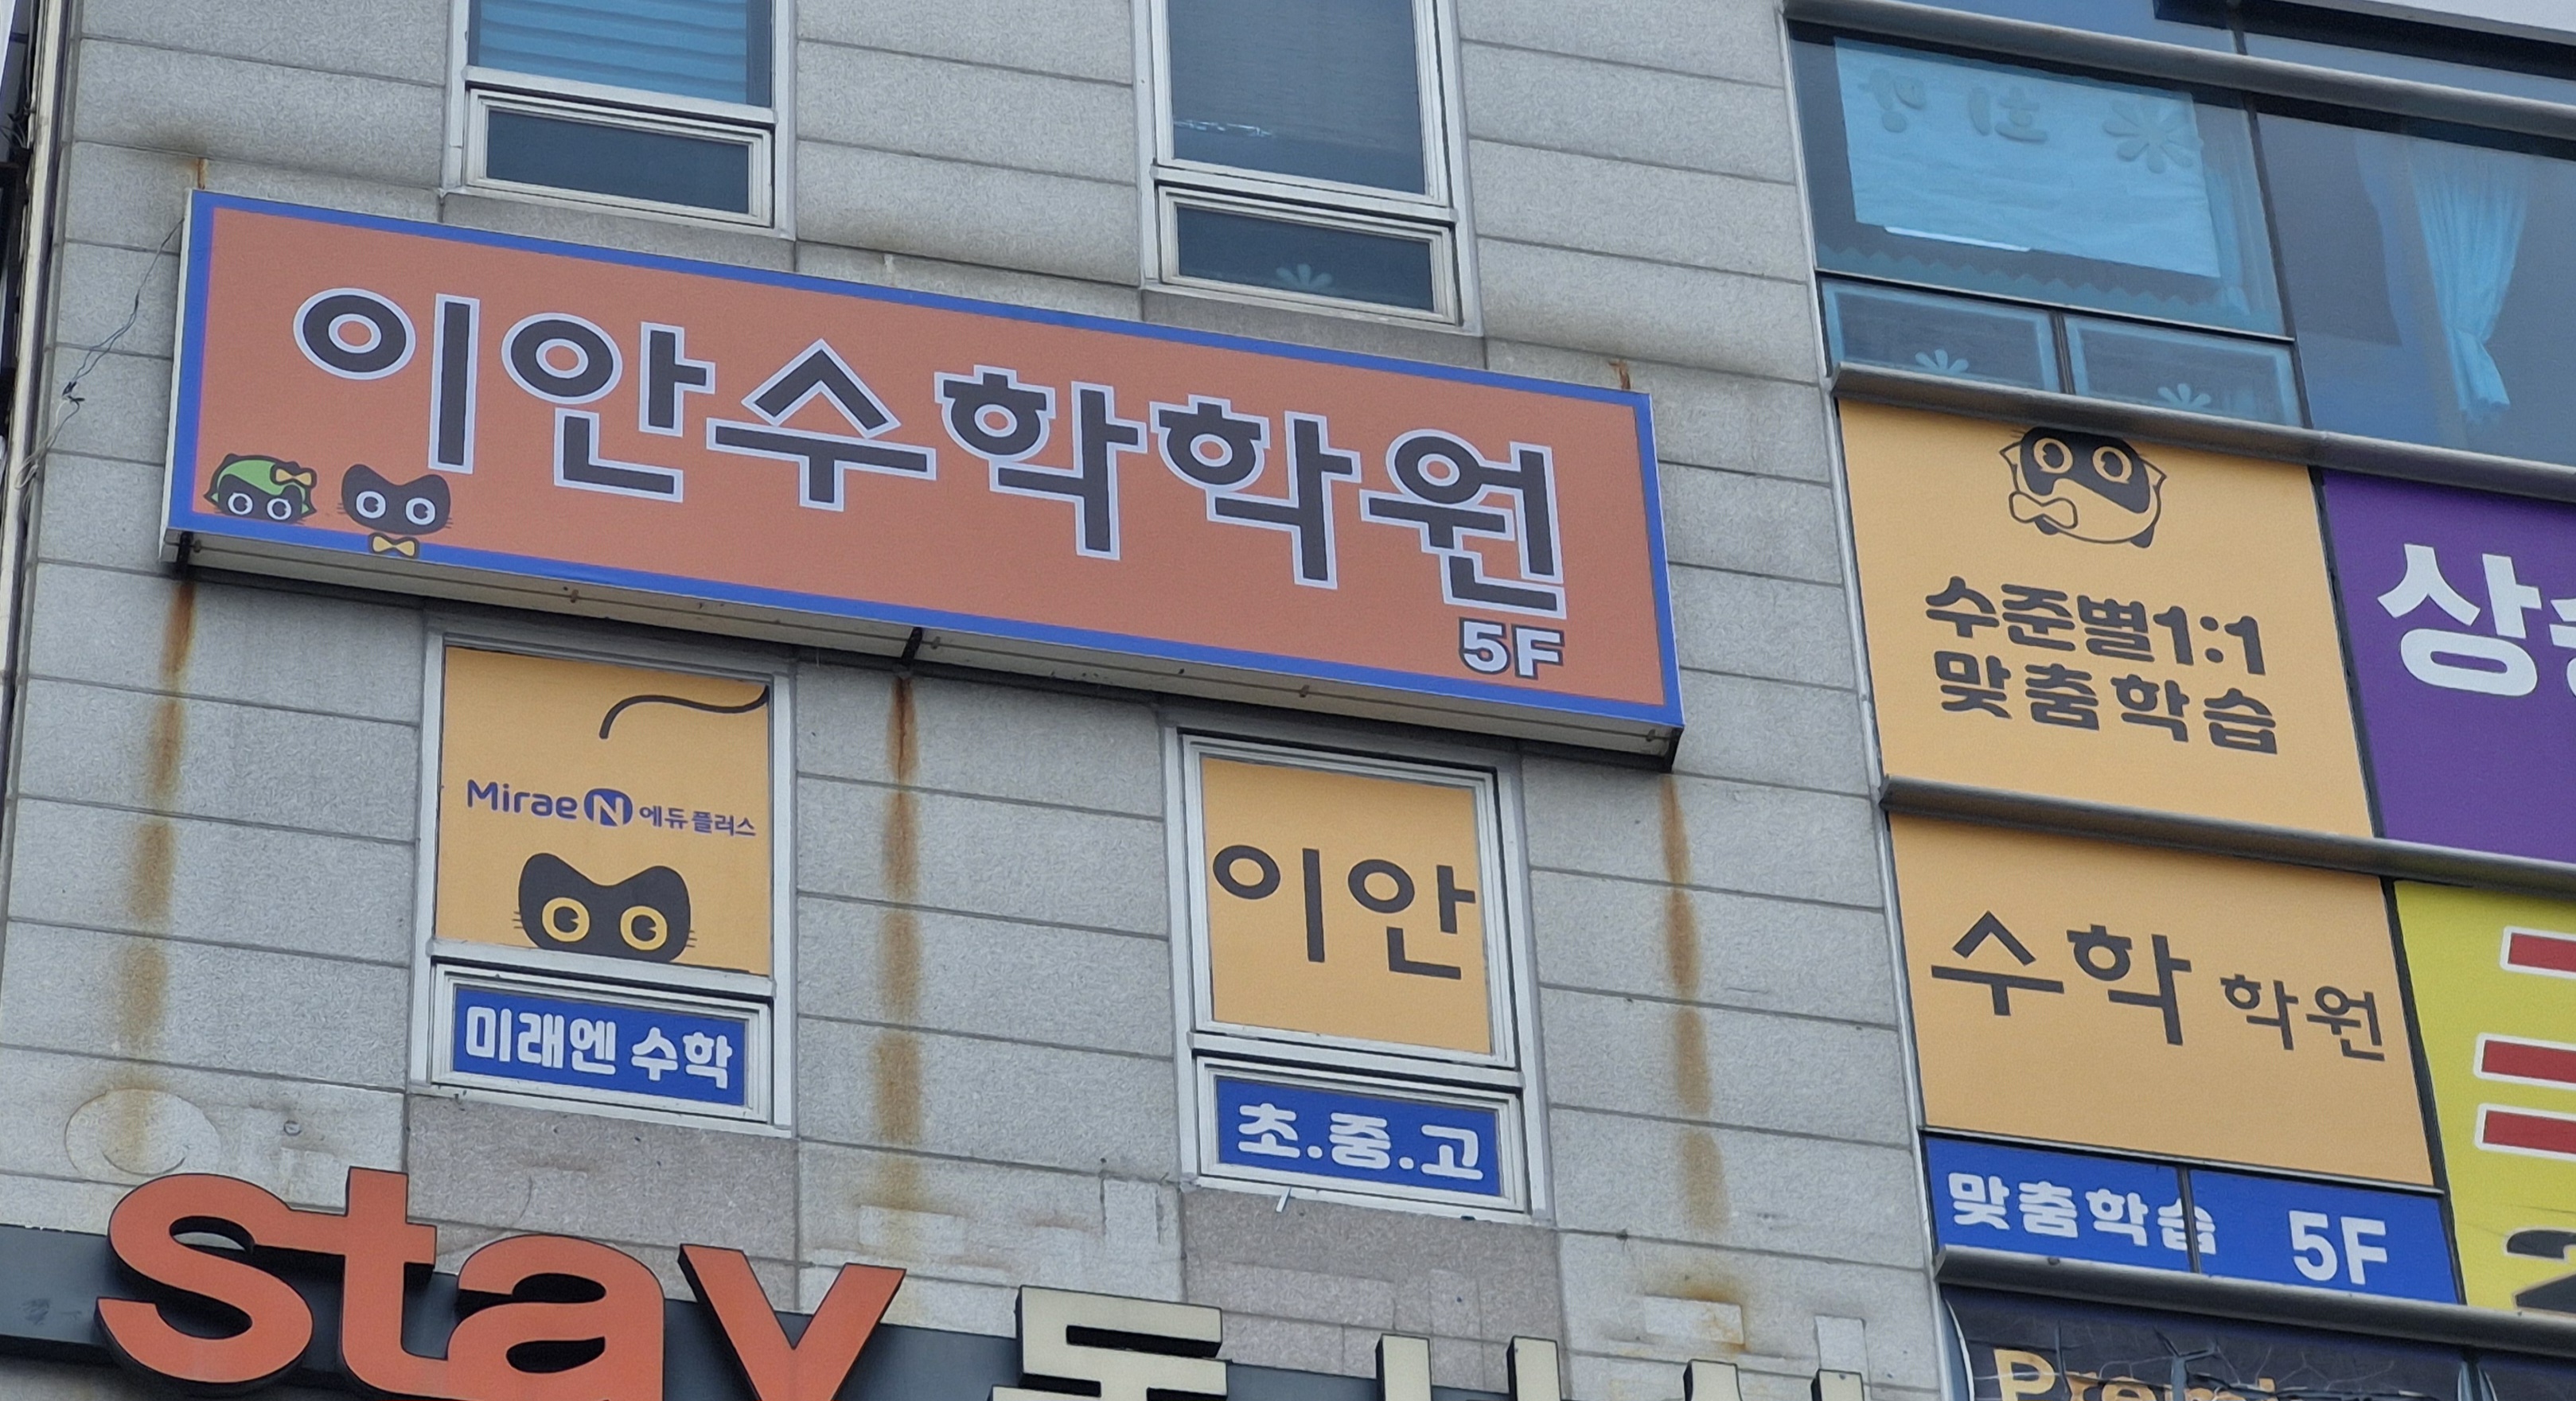 이안수학학원
5F
수준별1:1
맞춤학습
MiraeN 에듀플러스
이안
수학 학원
미래엔 수학
초.중.고
맞춤학습 5F
stay